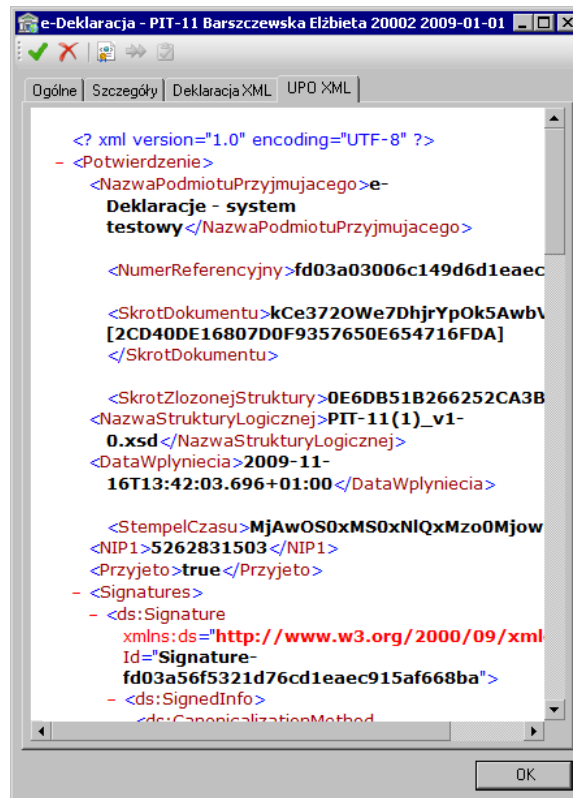 e-Deklaracja - PIT-11 Barszczewska Elżbieta 20002 2009-01-01
Ogólne Szczegóły Deklaracja XML UPO XML
<? xml version="1.0" encoding="UTF-8" ?>
– <Potwierdzenie>
<NazwaPodmiotuPrzyjmujacego>e-
Deklaracje - system
testowy</NazwaPodmiotuPrzyjmujacego>
<NumerReferencyjny>fd03a03006c149d6d1eaec
<SkrotDokumentu>kCe372OWe7DhjrYpOk5AwbV
[2CD40DE16807D0F9357650E654716FDA]
</SkrotDokumentu>
<SkrotZlozonejStruktury>0E6DB51B266252CA3B
<NazwaStrukturyLogicznej>PIT-11(1)_v1-
0.xsd</NazwaStrukturyLogicznej>
<DataWplyniecia>2009-11-
16T13:42:03.696+01:00</DataWplyniecia>
<StempelCzasu>MjAwOS0xMS0xNlQxMzo0Mjow
<NIP1>5262831503</NIP1>
<Przyjeto>true</Przyjeto>
– <Signatures>
– <ds:Signature
xmlns:ds="http://www.w3.org/2000/09/xml
Id="Signature-
fd03a56f5321d76cd1eaec915af668ba">
– <ds:SignedInfo>
<ds:CanonicalizationMethod
OK